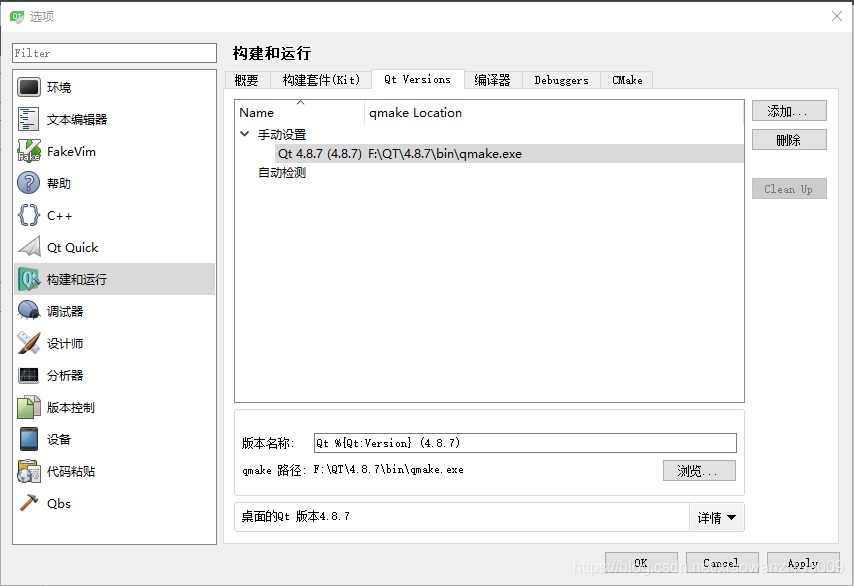 选项
Filter
环境
文本编辑器
FakeVim
帮助
C++
Qt Quick
构建和运行
调试器
设计师
分析器
版本控制
设备
代码粘贴
Qbs
构建和运行
概要 构建套件(Kit) Qt Versions 编译器 Debuggers CMake
Name qmake Location
手动设置
Qt 4.8.7 (4.8.7) F:\QT\4.8.7\bin\qmake.exe
自动检测
添加...
删除
Clean Up
版本名称: Qt %{Qt:Version} (4.8.7)
qmake 路径: F:\QT\4.8.7\bin\qmake.exe 浏览...
桌面的Qt 版本4.8.7 详情
OK Cancel Apply